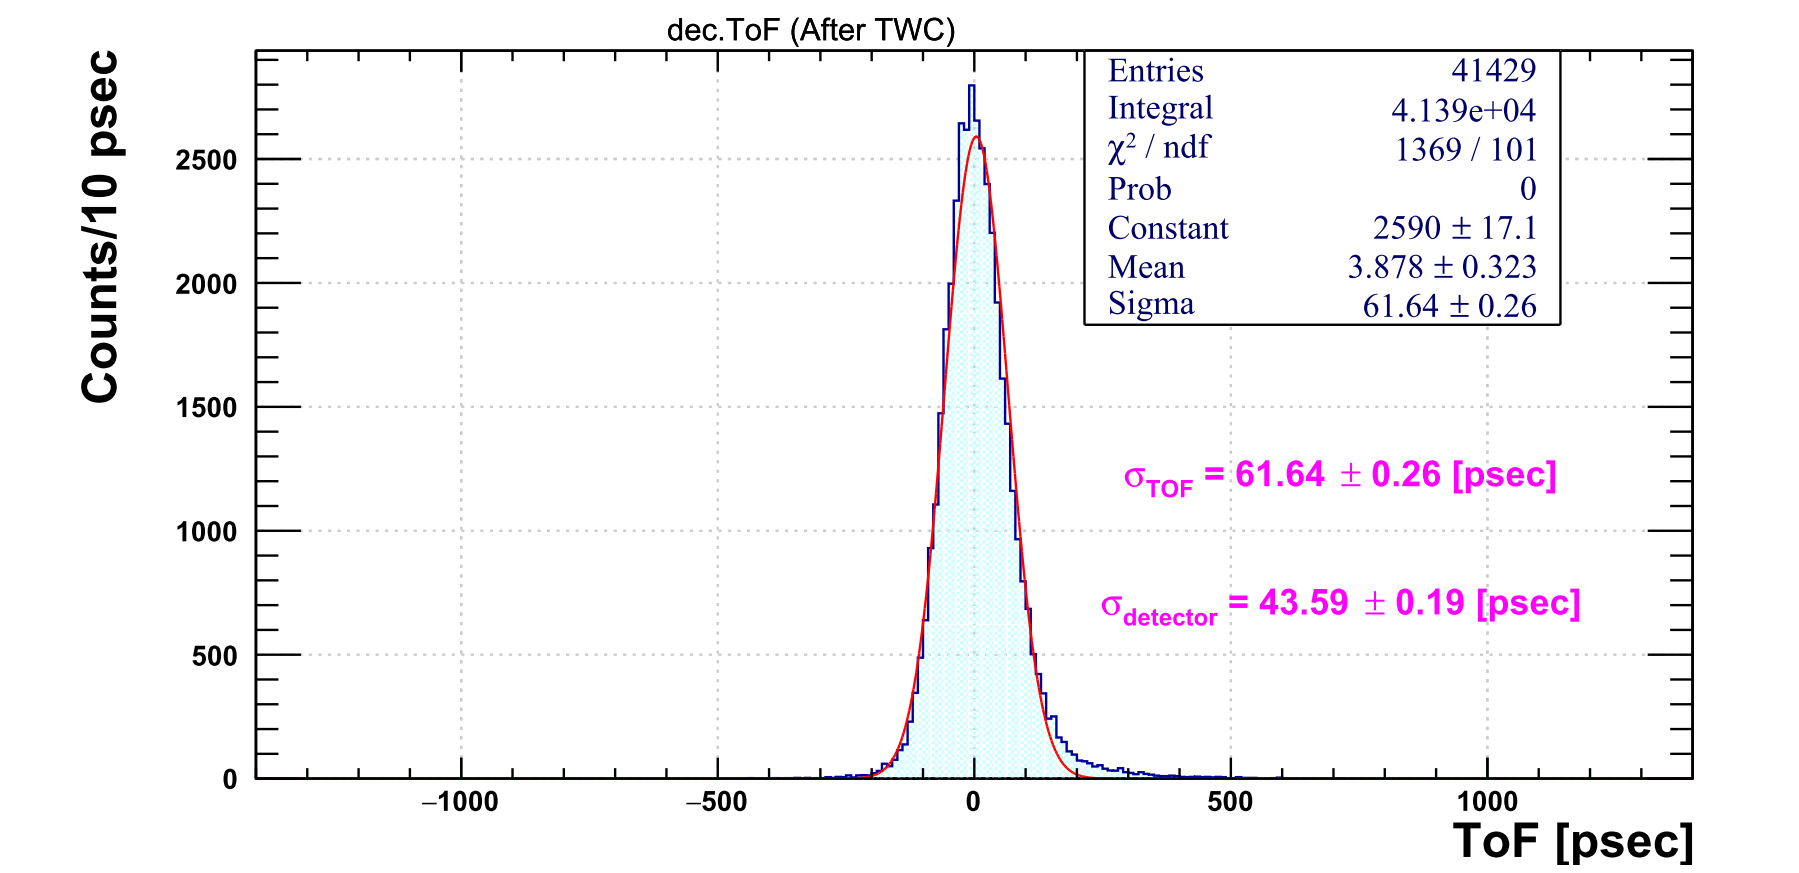 dec.ToF (After TWC)
Counts/10 psec
Entries 41429
Integral 4.139e+04
χ² / ndf 1369 / 101
Prob 0
Constant 2590 ± 17.1
Mean 3.878 ± 0.323
Sigma 61.64 ± 0.26
2500
2000
1500
1000
500
0
σTOF = 61.64 ± 0.26 [psec]
σdetector = 43.59 ± 0.19 [psec]
−1000 −500 0 500 1000
ToF [psec]